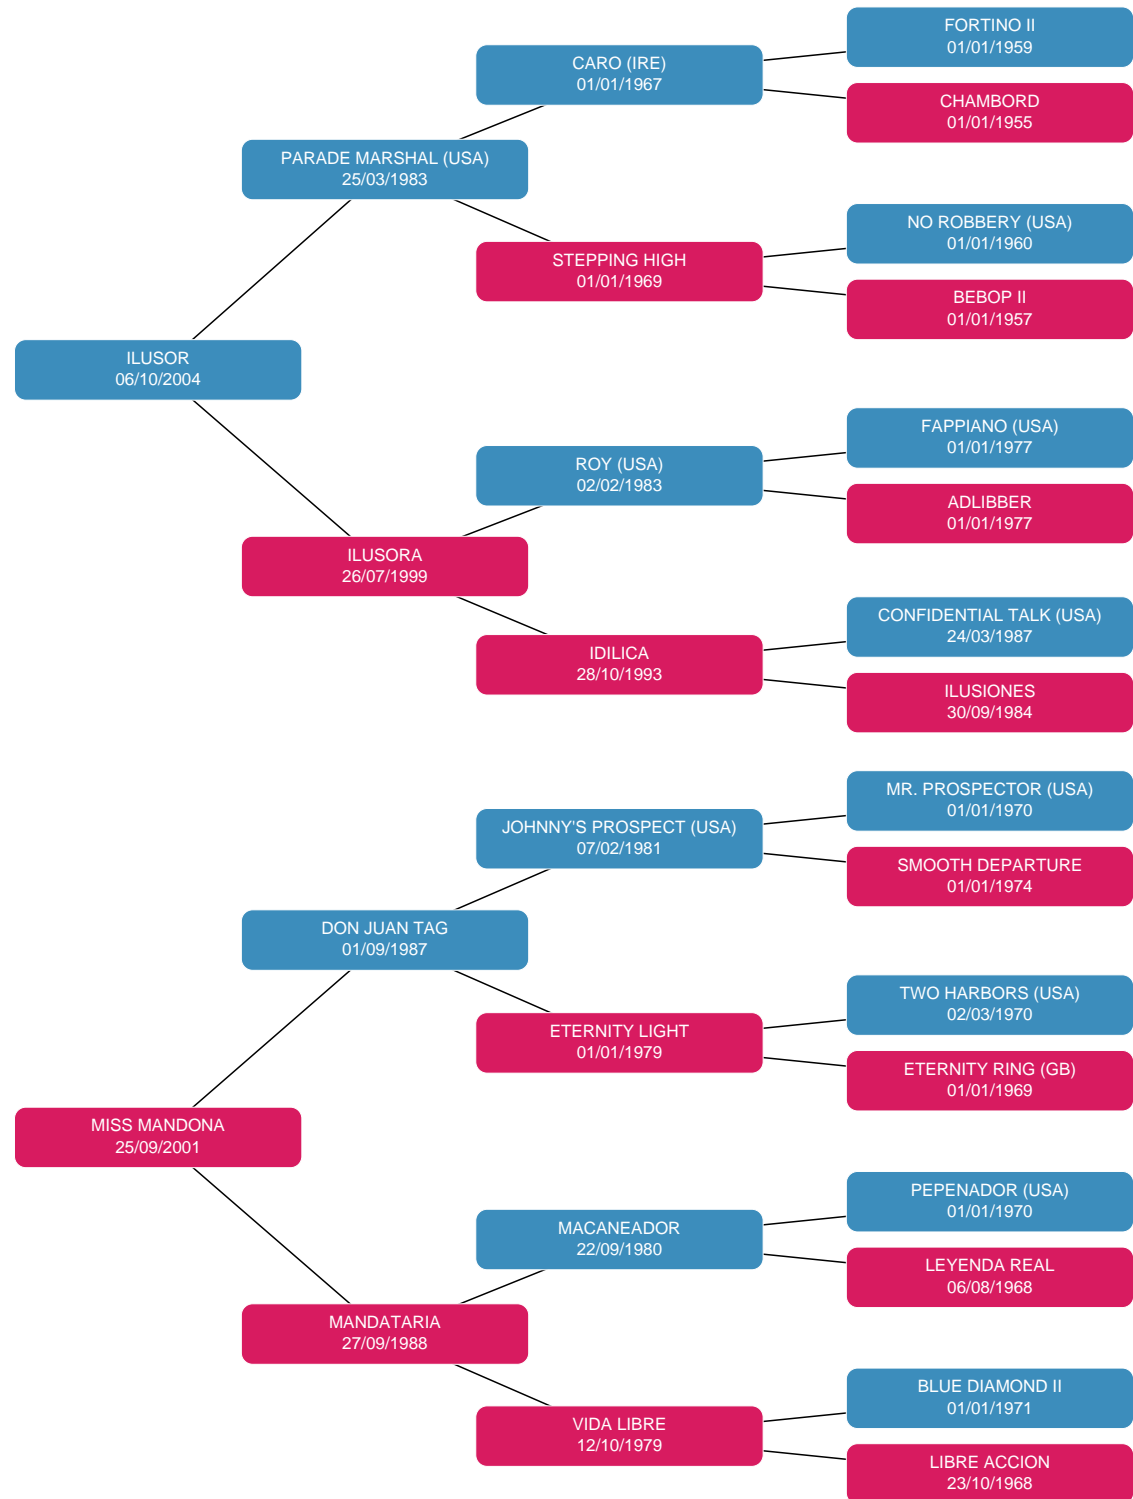 FORTINO II
01/01/1959
CARO (IRE)
01/01/1967
CHAMBORD
01/01/1955
PARADE MARSHAL (USA)
25/03/1983
NO ROBBERY (USA)
01/01/1960
STEPPING HIGH
01/01/1969
BEBOP II
01/01/1957
ILUSOR
06/10/2004
FAPPIANO (USA)
01/01/1977
ROY (USA)
02/02/1983
ADLIBBER
01/01/1977
ILUSORA
26/07/1999
CONFIDENTIAL TALK (USA)
24/03/1987
IDILICA
28/10/1993
ILUSIONES
30/09/1984
MR. PROSPECTOR (USA)
01/01/1970
JOHNNY'S PROSPECT (USA)
07/02/1981
SMOOTH DEPARTURE
01/01/1974
DON JUAN TAG
01/09/1987
TWO HARBORS (USA)
02/03/1970
ETERNITY LIGHT
01/01/1979
ETERNITY RING (GB)
01/01/1969
MISS MANDONA
25/09/2001
PEPENADOR (USA)
01/01/1970
MACANEADOR
22/09/1980
LEYENDA REAL
06/08/1968
MANDATARIA
27/09/1988
BLUE DIAMOND II
01/01/1971
VIDA LIBRE
12/10/1979
LIBRE ACCION
23/10/1968